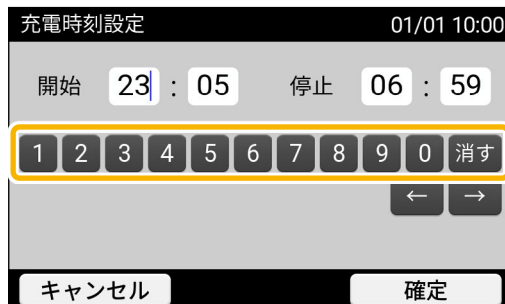 充電時刻設定 01/01 10:00
開始 23 : 05 停止 06 : 59
1 2 3 4 5 6 7 8 9 0 消す
← →
キャンセル 確定